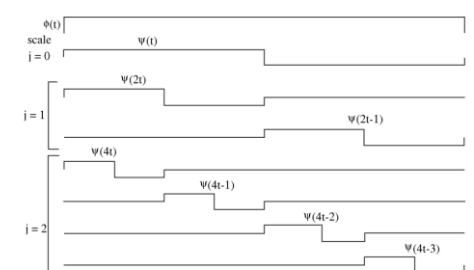 ϕ(t)
scale
ψ(t)
j = 0
ψ(2t)
j = 1
ψ(2t-1)
ψ(4t)
ψ(4t-1)
ψ(4t-2)
j = 2
ψ(4t-3)